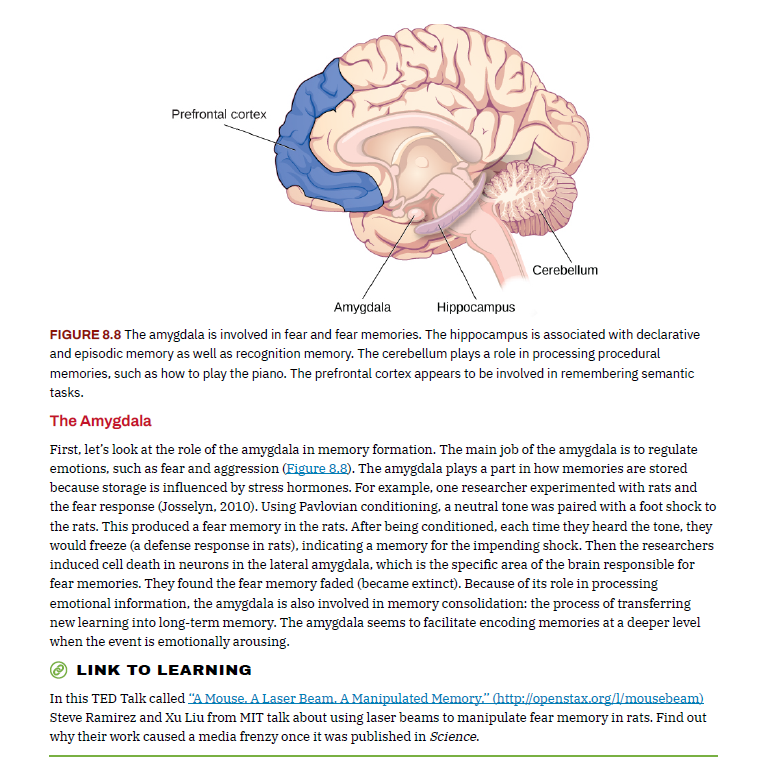 Prefrontal cortex
Cerebellum
Amygdala Hippocampus
FIGURE 8.8 The amygdala is involved in fear and fear memories. The hippocampus is associated with declarative
and episodic memory as well as recognition memory. The cerebellum plays a role in processing procedural
memories, such as how to play the piano. The prefrontal cortex appears to be involved in remembering semantic
tasks.
The Amygdala
First, let’s look at the role of the amygdala in memory formation. The main job of the amygdala is to regulate
emotions, such as fear and aggression (Figure 8.8). The amygdala plays a part in how memories are stored
because storage is influenced by stress hormones. For example, one researcher experimented with rats and
the fear response (Josselyn, 2010). Using Pavlovian conditioning, a neutral tone was paired with a foot shock to
the rats. This produced a fear memory in the rats. After being conditioned, each time they heard the tone, they
would freeze (a defense response in rats), indicating a memory for the impending shock. Then the researchers
induced cell death in neurons in the lateral amygdala, which is the specific area of the brain responsible for
fear memories. They found the fear memory faded (became extinct). Because of its role in processing
emotional information, the amygdala is also involved in memory consolidation: the process of transferring
new learning into long-term memory. The amygdala seems to facilitate encoding memories at a deeper level
when the event is emotionally arousing.
LINK TO LEARNING
In this TED Talk called “A Mouse. A Laser Beam. A Manipulated Memory.” (http://openstax.org/l/mousebeam)
Steve Ramirez and Xu Liu from MIT talk about using laser beams to manipulate fear memory in rats. Find out
why their work caused a media frenzy once it was published in Science.